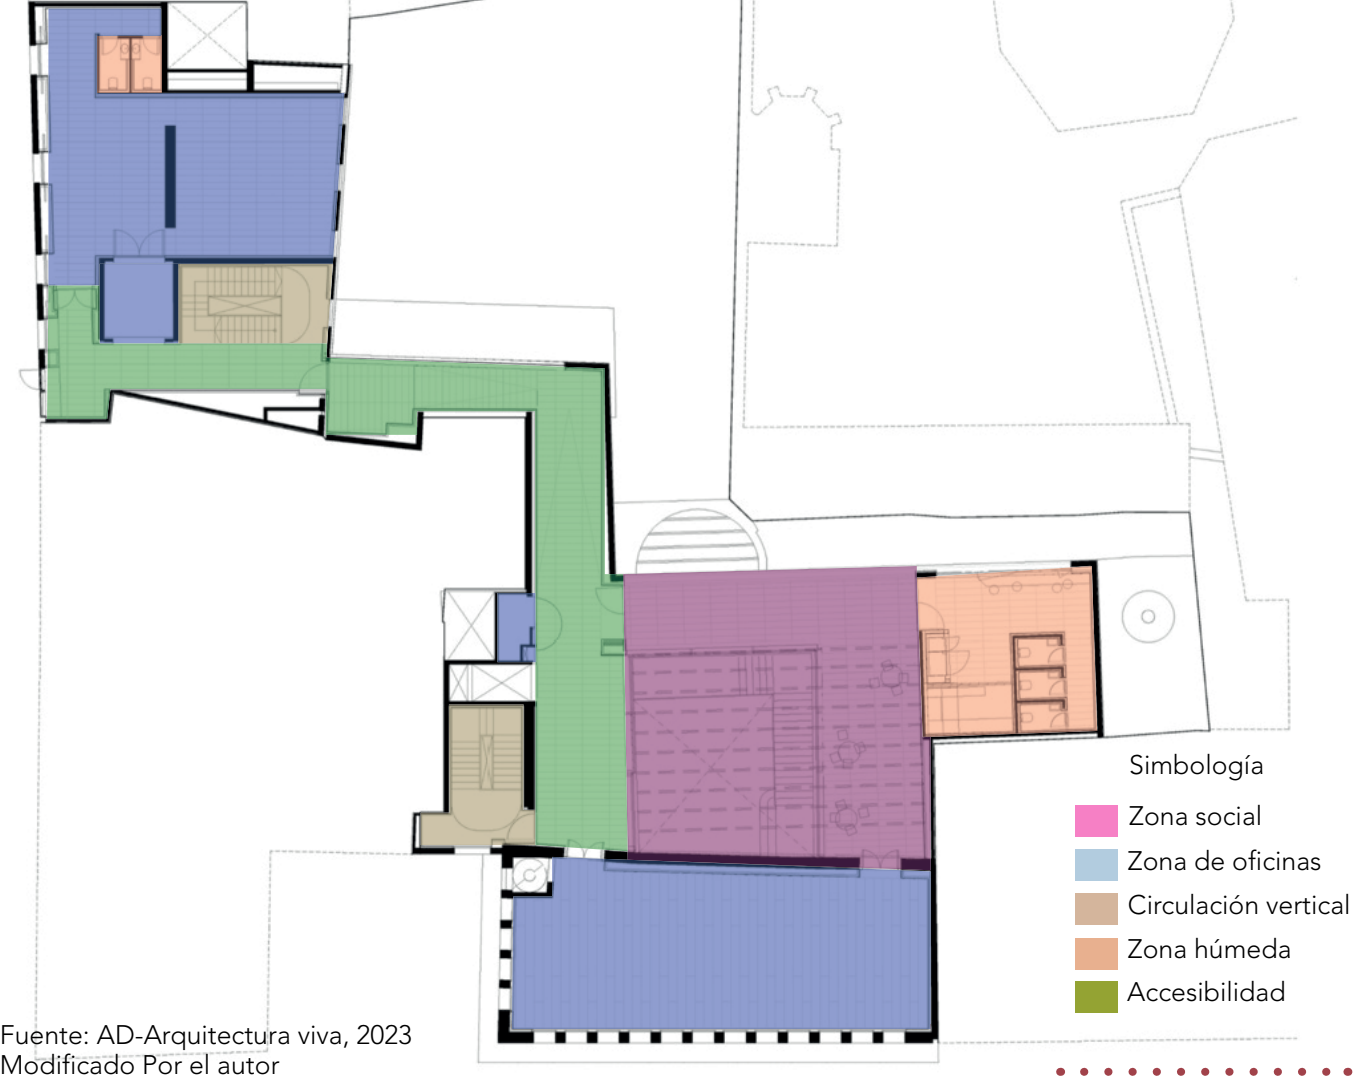 Simbología
Zona social
Zona de oficinas
Circulación vertical
Zona húmeda
Accesibilidad
Fuente: AD-Arquitectura viva, 2023
Modificado Por el autor